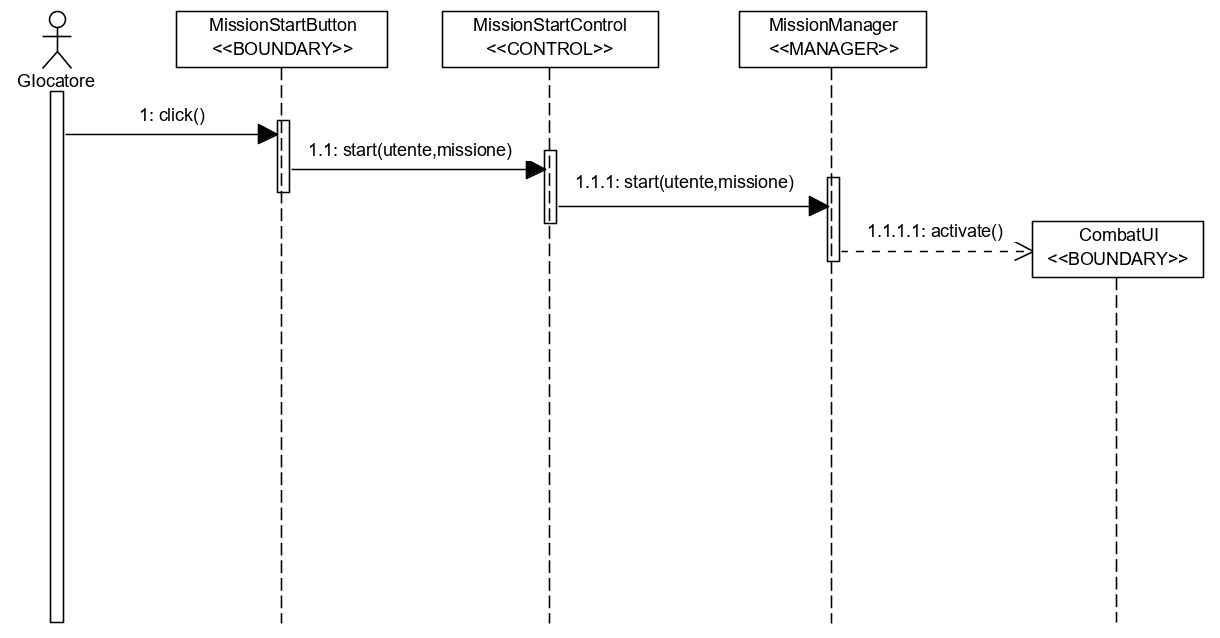 MissionStartButton
<<BOUNDARY>>
MissionStartControl
<<CONTROL>>
MissionManager
<<MANAGER>>
GIocatore
1: click()
1.1: start(utente,missione)
1.1.1: start(utente,missione)
1.1.1.1: activate()
CombatUI
<<BOUNDARY>>